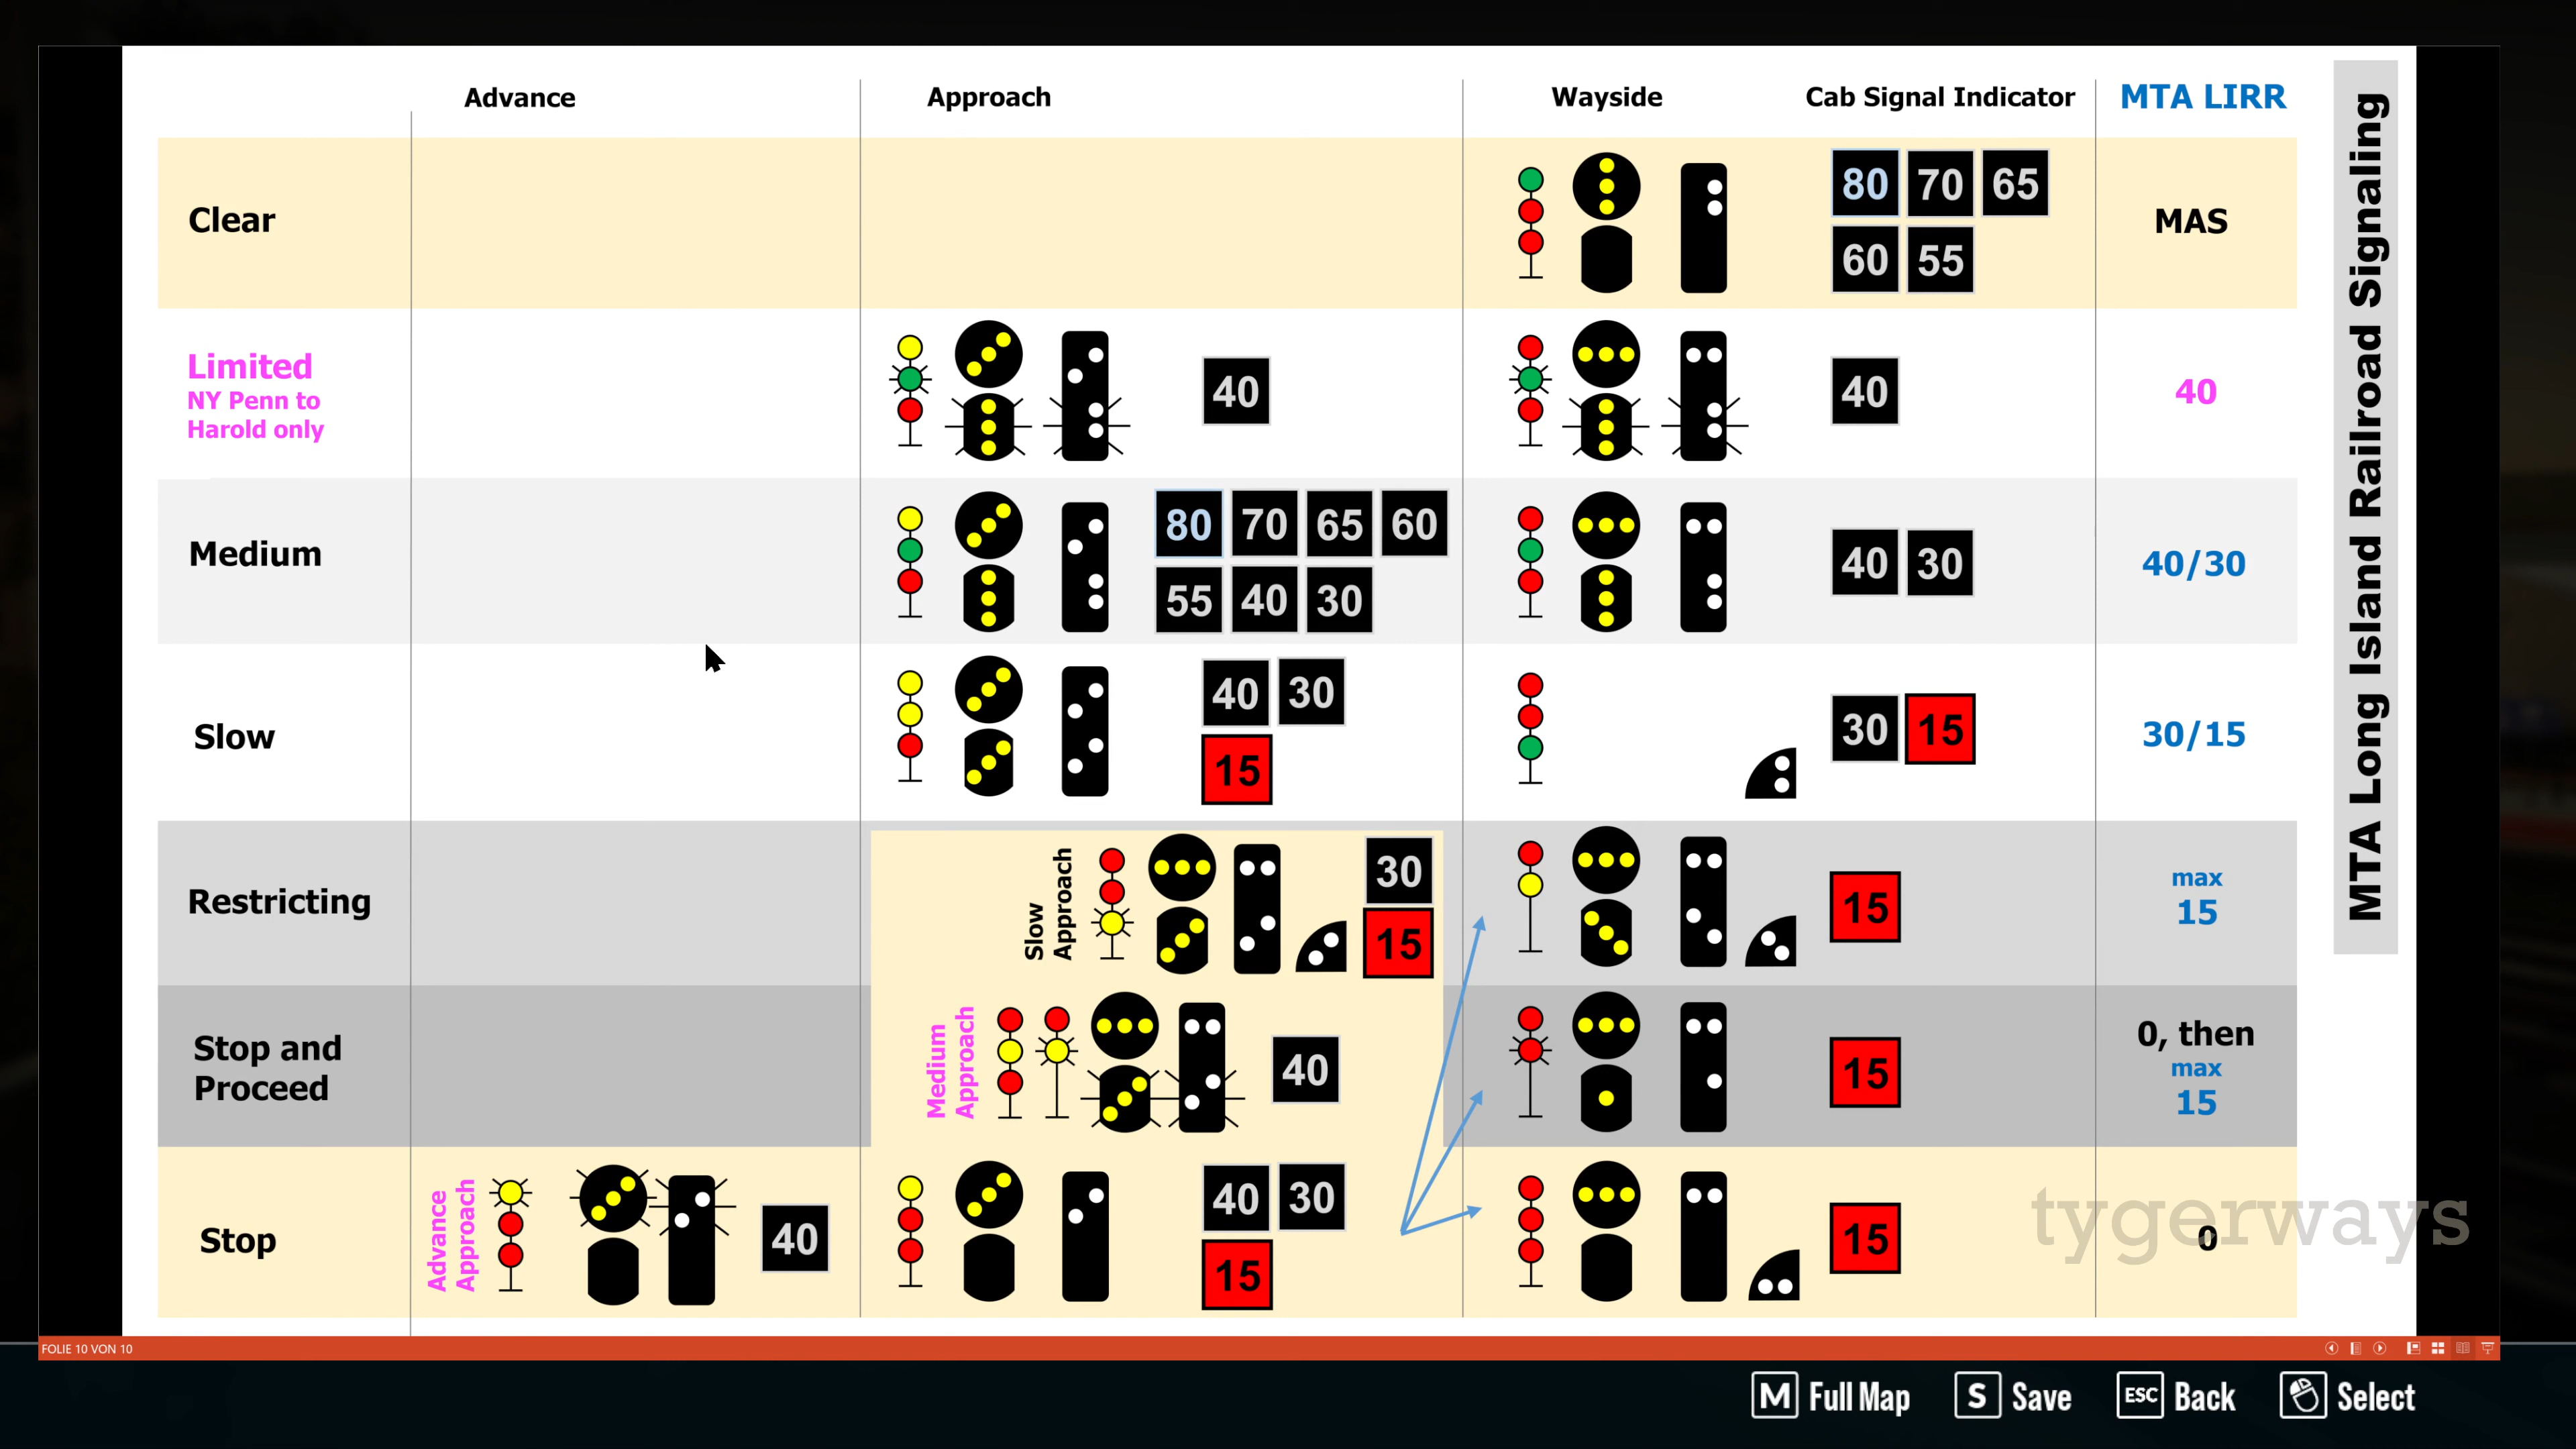 Advance Approach Wayside Cab Signal Indicator MTA LIRR
MTA Long Island Railroad Signaling
Clear
80 70 65
60 55
MAS
Limited
NY Penn to
Harold only
40
40
40
Medium
80 70 65 60
55 40 30
40 30
40/30
Slow
40 30
15
30 15
30/15
Restricting
Slow
Approach
30
15
15
max
15
Stop and
Proceed
Medium
Approach
40
15
0, then
max
15
Stop
Advance
Approach
40
40 30
15
15
0
tygerways
FOLIE 10 VON 10
M Full Map S Save ESC Back Select